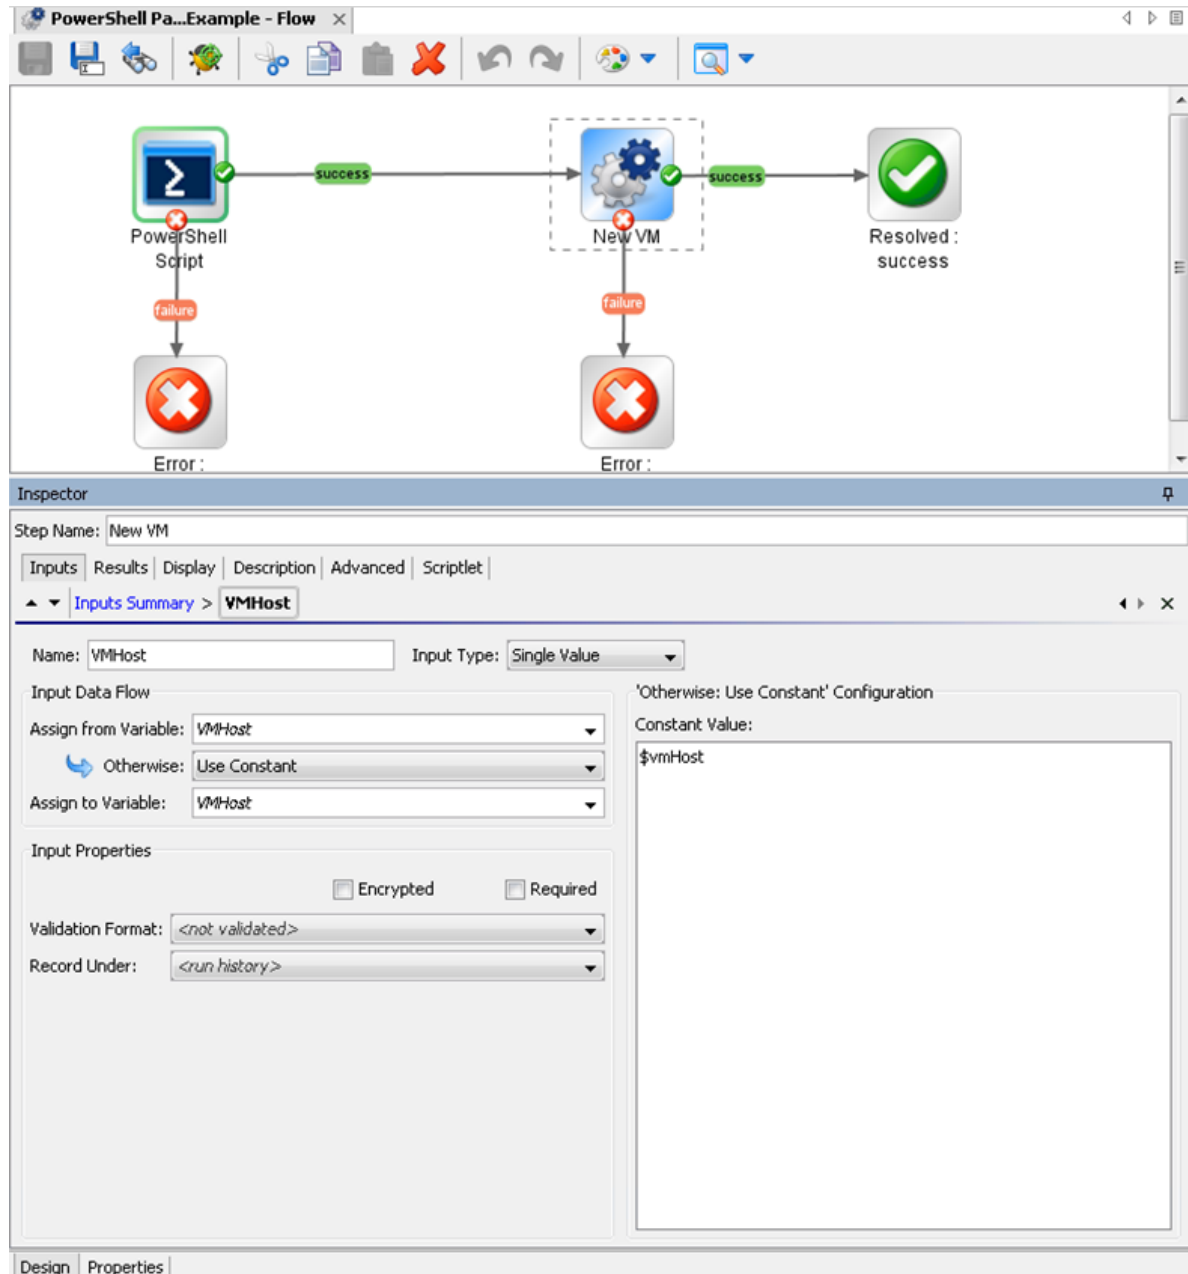 PowerShell Pa...Example - Flow
success
success
PowerShell
Script
New VM
Resolved :
success
failure
failure
Error :
Error :
Inspector
Step Name: New VM
Inputs Results Display Description Advanced Scriptlet
Inputs Summary > VMHost
Name: VMHost Input Type: Single Value
Input Data Flow
Assign from Variable: VMHost
Otherwise: Use Constant
Assign to Variable: VMHost
Input Properties
Encrypted Required
Validation Format: <not validated>
Record Under: <run history>
'Otherwise: Use Constant' Configuration
Constant Value:
$vmHost
Design Properties